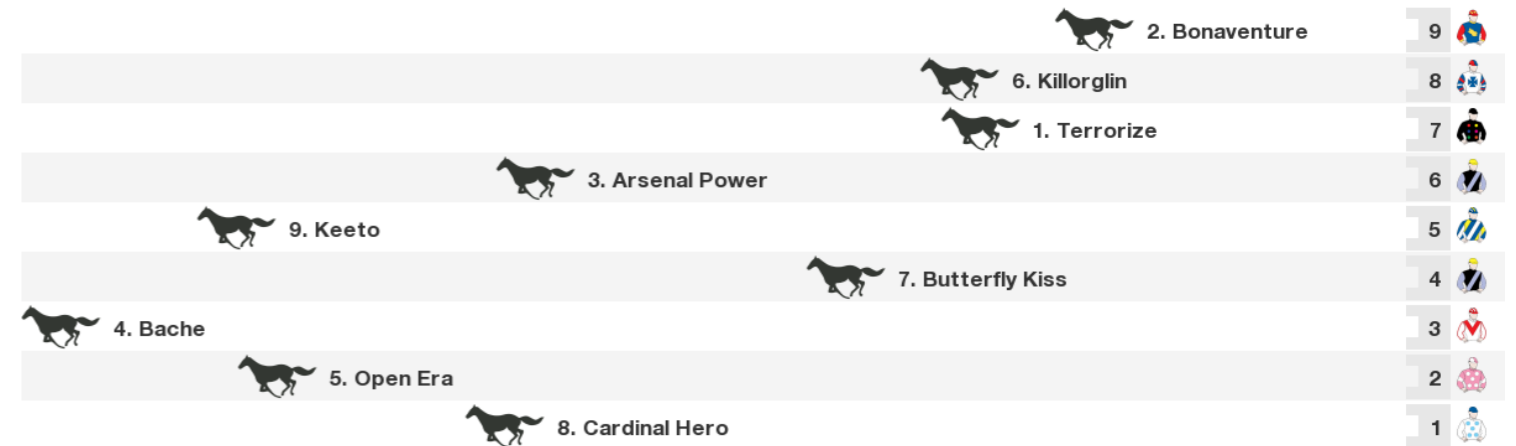 2. Bonaventure 9
6. Killorglin 8
1. Terrorize 7
3. Arsenal Power 6
9. Keeto 5
7. Butterfly Kiss 4
4. Bache 3
5. Open Era 2
8. Cardinal Hero 1